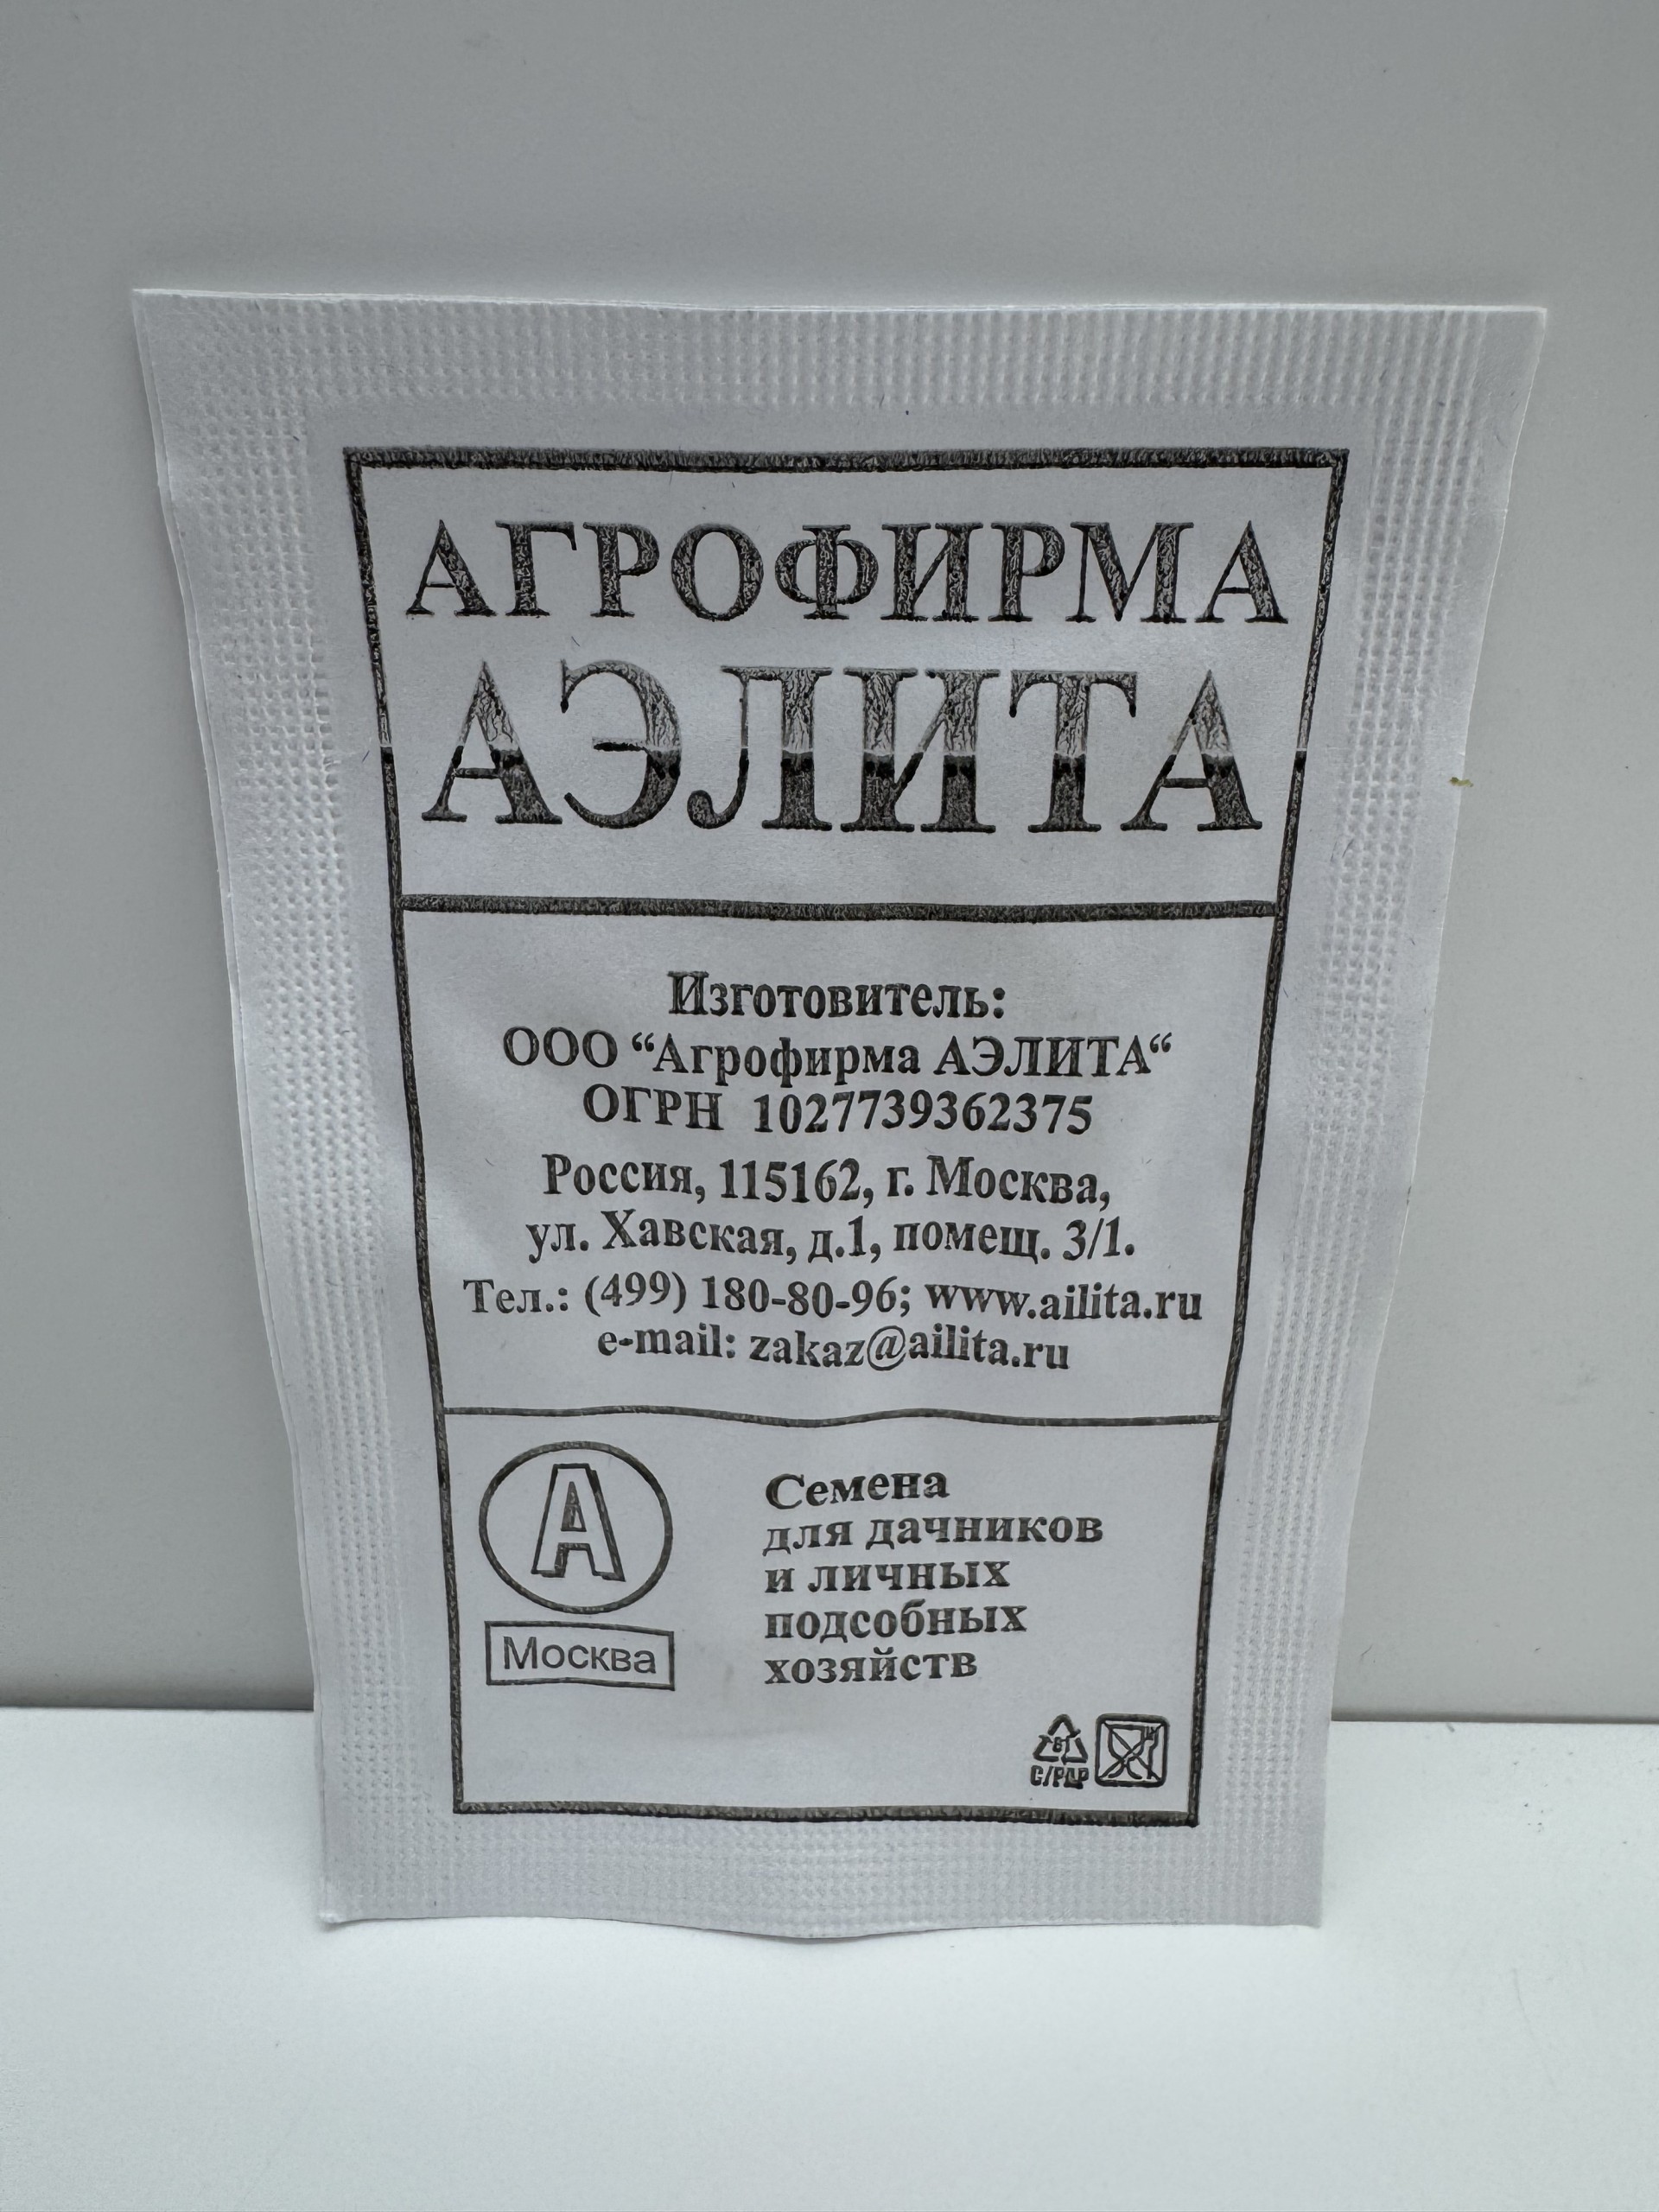 АГРОФИРМА
АЭЛИТА
Изготовитель:
ООО “Агрофирма АЭЛИТА“
ОГРН 1027739362375
Россия, 115162, г. Москва,
ул. Хавская, д.1, помещ. 3/1.
Тел.: (499) 180-80-96; www.ailita.ru
e-mail: zakaz@ailita.ru
А
Москва
Семена
для дачников
и личных
подсобных
хозяйств
81
C/PAP